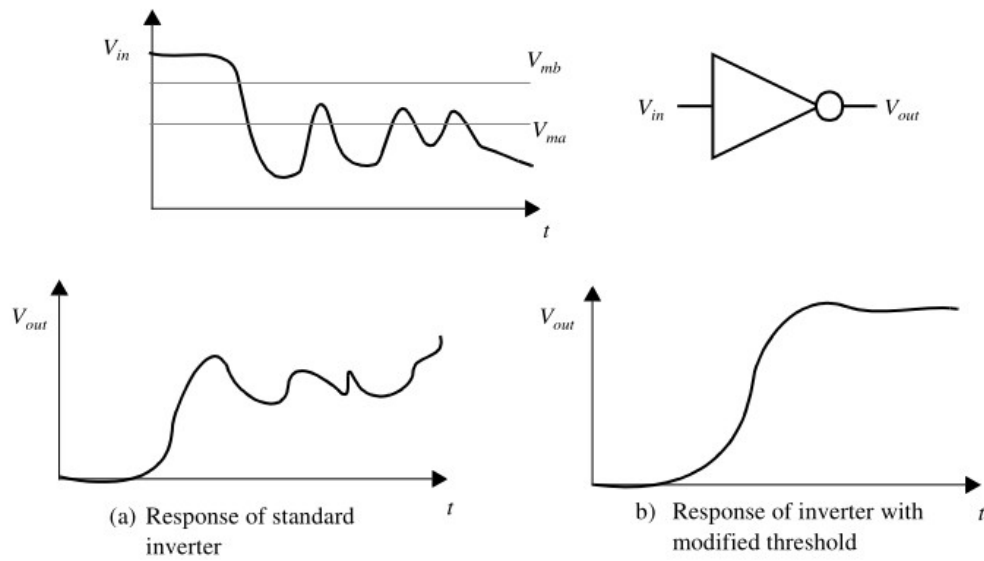 V_in
V_mb
V_ma
t
V_in
V_out
V_out
t
(a) Response of standard
inverter
V_out
t
b) Response of inverter with
modified threshold